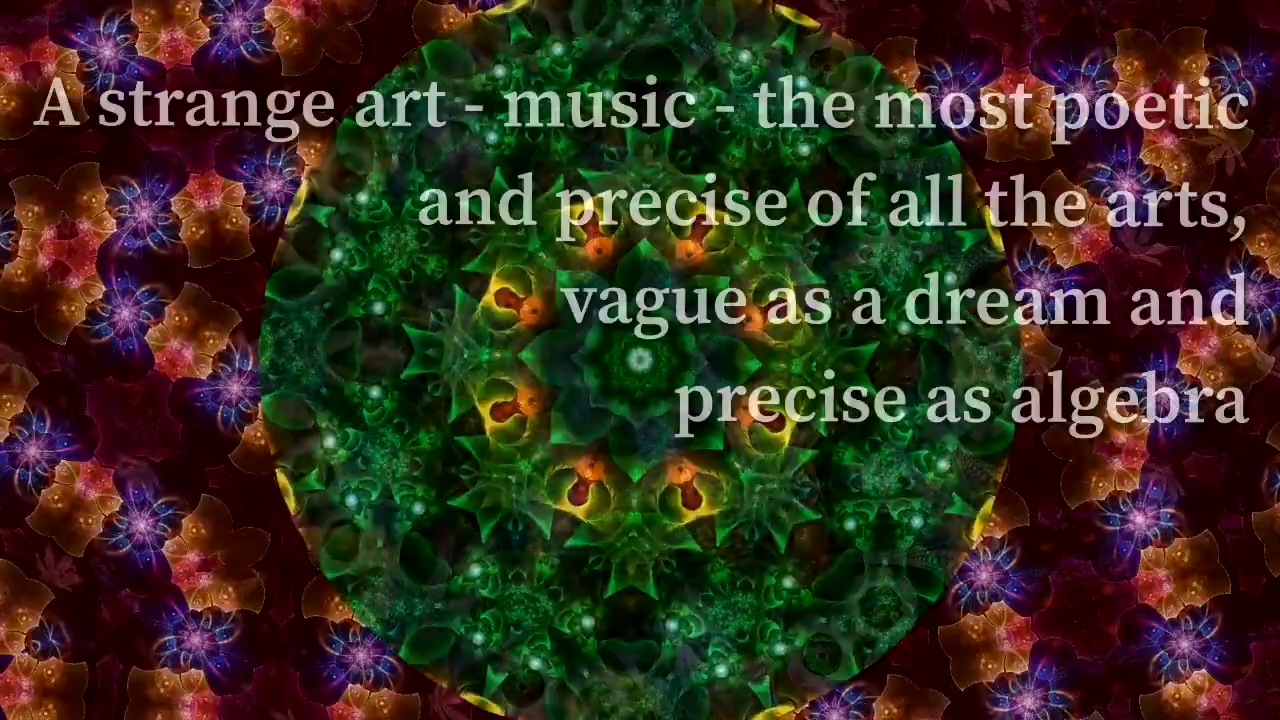 A strange art - music - the most poetic
and precise of all the arts,
vague as a dream and
precise as algebra